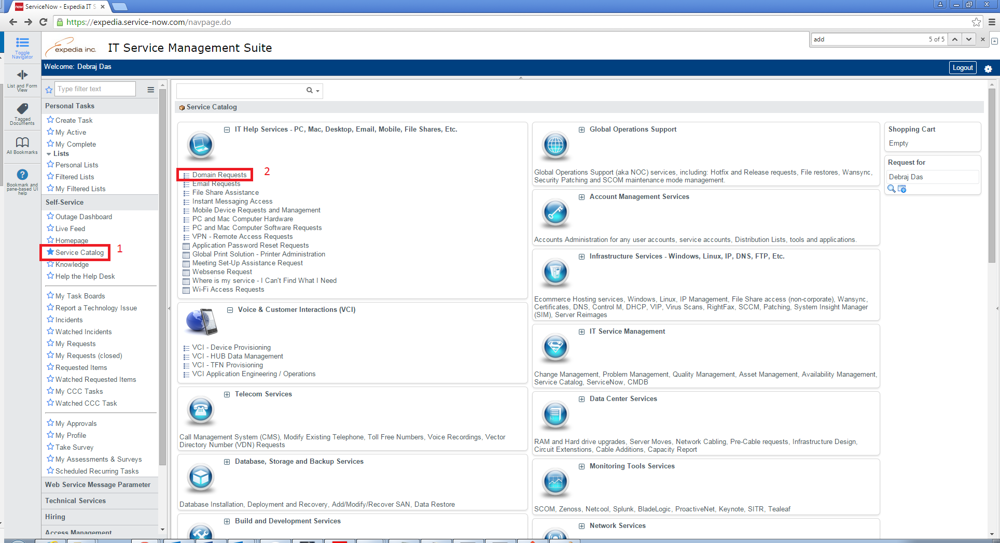 ServiceNow - Expedia IT S
https://expedia.service-now.com/navpage.do
add
5 of 5
Toggle
Navigator
List and Form
View
Tagged
Documents
All Bookmarks
Bookmark and
pane-based UI
help
expedia inc.
IT Service Management Suite
Welcome: Debraj Das
Logout
Type filter text
Personal Tasks
Create Task
My Active
My Complete
Lists
Personal Lists
Filtered Lists
My Filtered Lists
Self-Service
Outage Dashboard
Live Feed
Homepage
Service Catalog
1
Knowledge
Help the Help Desk
My Task Boards
Report a Technology Issue
Incidents
Watched Incidents
My Requests
My Requests (closed)
Requested Items
Watched Requested Items
My CCC Tasks
Watched CCC Task
My Approvals
My Profile
Take Survey
My Assessments & Surveys
Scheduled Recurring Tasks
Web Service Message Parameter
Technical Services
Hiring
Access Management
Service Catalog
IT Help Services - PC, Mac, Desktop, Email, Mobile, File Shares, Etc.
Domain Requests
2
Email Requests
File Share Assistance
Instant Messaging Access
Mobile Device Requests and Management
PC and Mac Computer Hardware
PC and Mac Computer Software Requests
VPN - Remote Access Requests
Application Password Reset Requests
Global Print Solution - Printer Administration
Meeting Set-Up Assistance Request
Websense Request
Where is my service - I Can't Find What I Need
Wi-Fi Access Requests
Voice & Customer Interactions (VCI)
VCI - Device Provisioning
VCI - HUB Data Management
VCI - TFN Provisioning
VCI Application Engineering / Operations
Telecom Services
Call Management System (CMS), Modify Existing Telephone, Toll Free Numbers, Voice Recordings, Vector
Directory Number (VDN) Requests
Database, Storage and Backup Services
Database Installation, Deployment and Recovery, Add/Modify/Recover SAN, Data Restore
Build and Development Services
Global Operations Support
Global Operations Support (aka NOC) services, including: Hotfix and Release requests, File restores, Wansync,
Security Patching and SCOM maintenance mode management.
Account Management Services
Accounts Administration for any user accounts, service accounts, Distribution Lists, tools and applications.
Infrastructure Services - Windows, Linux, IP, DNS, FTP, Etc.
Ecommerce Hosting services, Windows, Linux, IP Management, File Share access (non-corporate), Wansync,
Certificates, DNS, Control M, DHCP, VIP, Virus Scans, RightFax, SCCM, Patching, System Insight Manager
(SIM), Server Reimages
IT Service Management
Change Management, Problem Management, Quality Management, Asset Management, Availability Management,
Service Catalog, ServiceNow, CMDB
Data Center Services
RAM and Hard drive upgrades, Server Moves, Network Cabling, Pre-Cable requests, Infrastructure Design,
Circuit Extenstions, Cable Additions, Capacity Report
Monitoring Tools Services
SCOM, Zenoss, Netcool, Splunk, BladeLogic, ProactiveNet, Keynote, SITR, Tealeaf
Network Services
Shopping Cart
Empty
Request for
Debraj Das